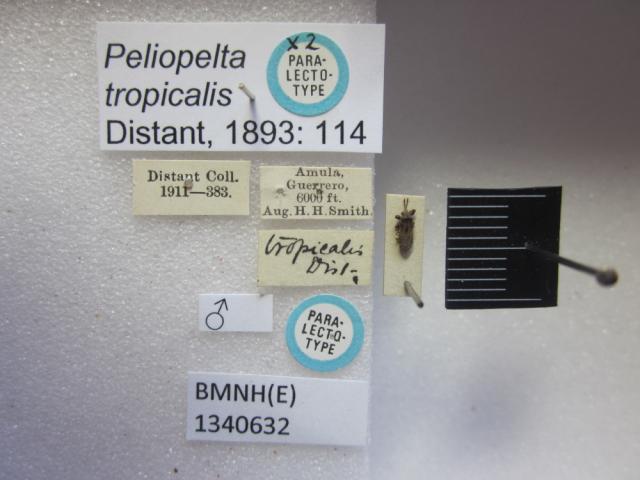 Peliopelta
tropicalis
Distant, 1893: 114
x 2
PARA-
LECTO-
TYPE
Distant Coll.
1911—383.
Amula,
Guerrero,
6000 ft.
Aug. H. H. Smith.
tropicalis
Dist.
♂
PARA-
LECTO-
TYPE
BMNH(E)
1340632